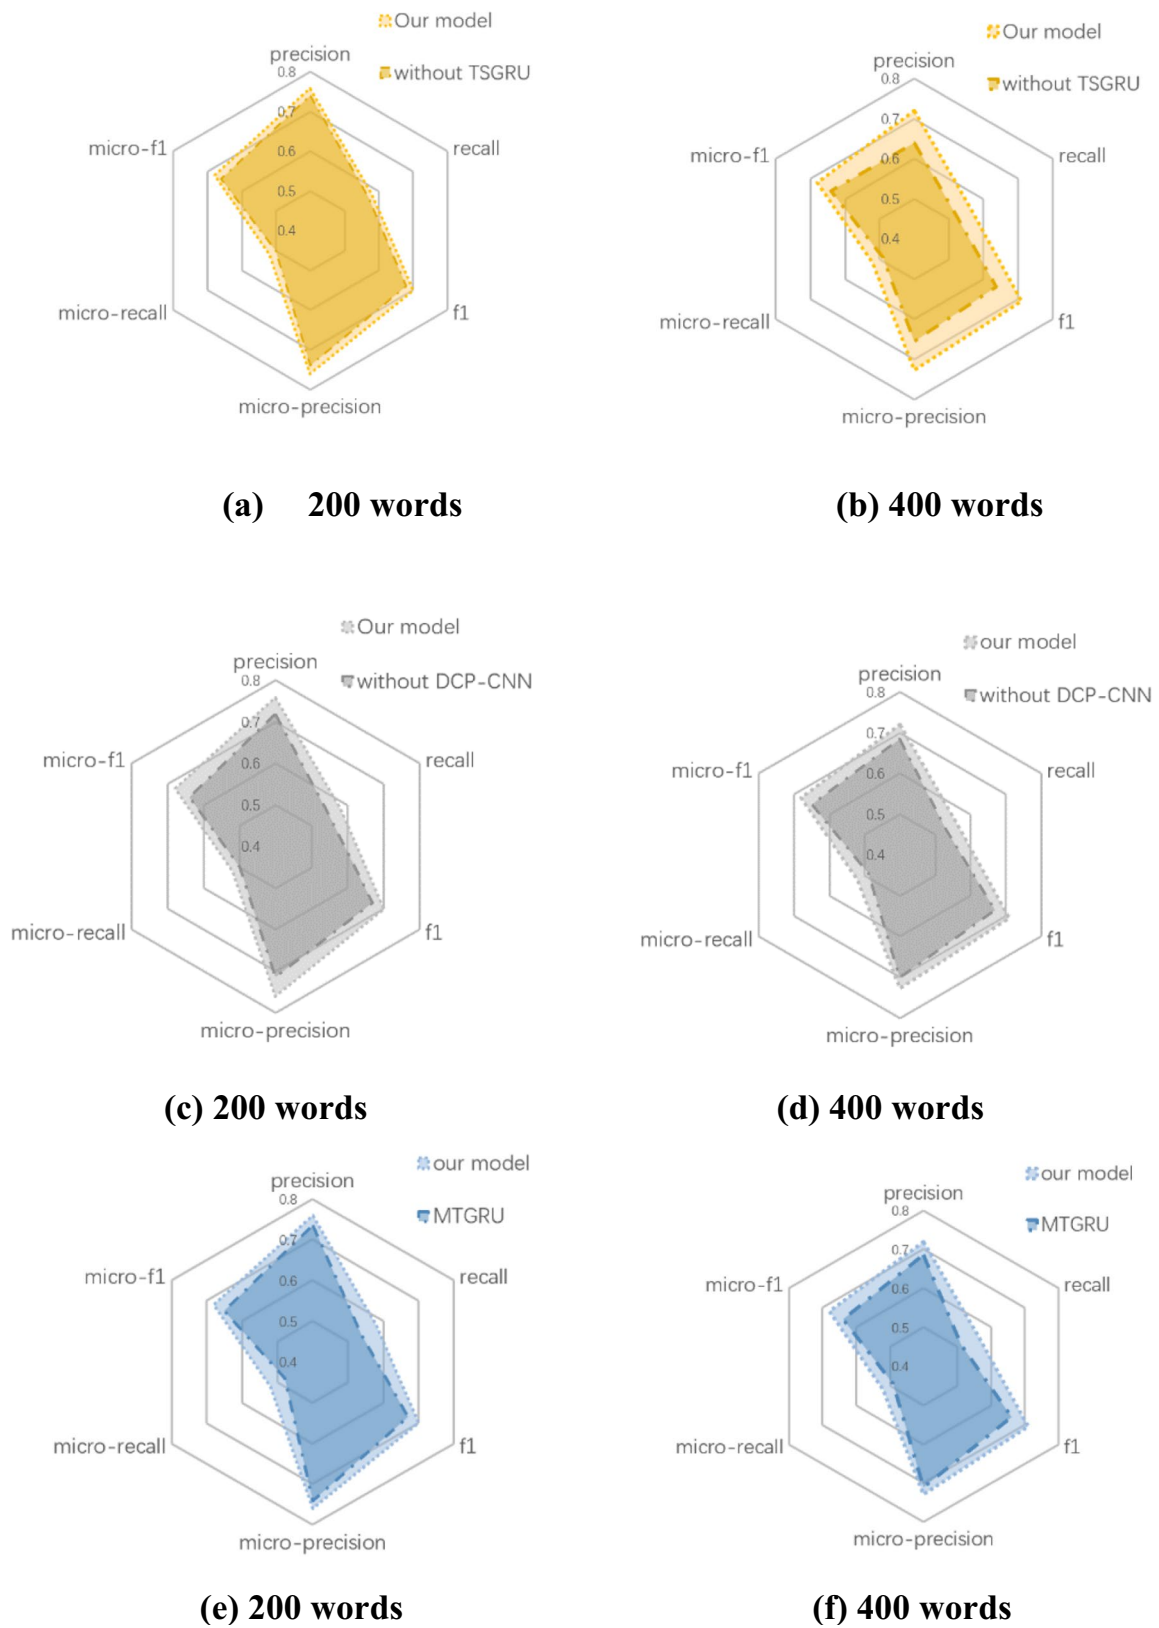 Our model
without TSGRU
precision
0.8
0.7
0.6
0.5
0.4
recall
f1
micro-precision
micro-recall
micro-f1
(a) 200 words
Our model
without TSGRU
precision
0.8
0.7
0.6
0.5
0.4
recall
f1
micro-precision
micro-recall
micro-f1
(b) 400 words
Our model
without DCP-CNN
precision
0.8
0.7
0.6
0.5
0.4
recall
f1
micro-precision
micro-recall
micro-f1
(c) 200 words
our model
without DCP-CNN
precision
0.8
0.7
0.6
0.5
0.4
recall
f1
micro-precision
micro-recall
micro-f1
(d) 400 words
our model
MTGRU
precision
0.8
0.7
0.6
0.5
0.4
recall
f1
micro-precision
micro-recall
micro-f1
(e) 200 words
our model
MTGRU
precision
0.8
0.7
0.6
0.5
0.4
recall
f1
micro-precision
micro-recall
micro-f1
(f) 400 words